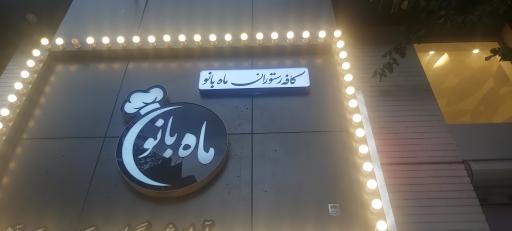 کافه رستوران ماه بانو
ماه بانو